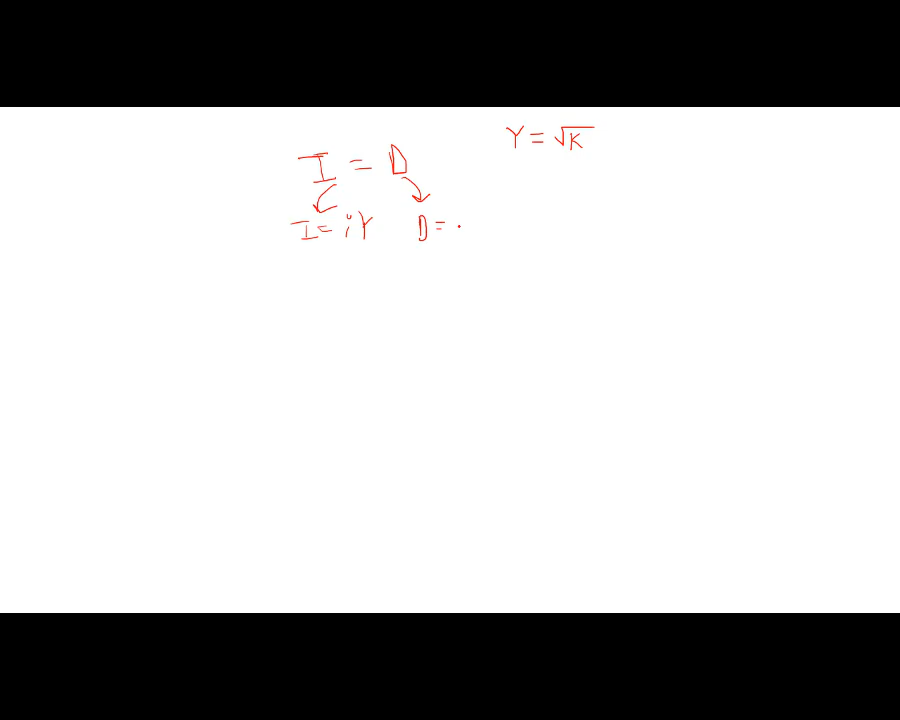 Y = √K
I = D
I = iY D = .